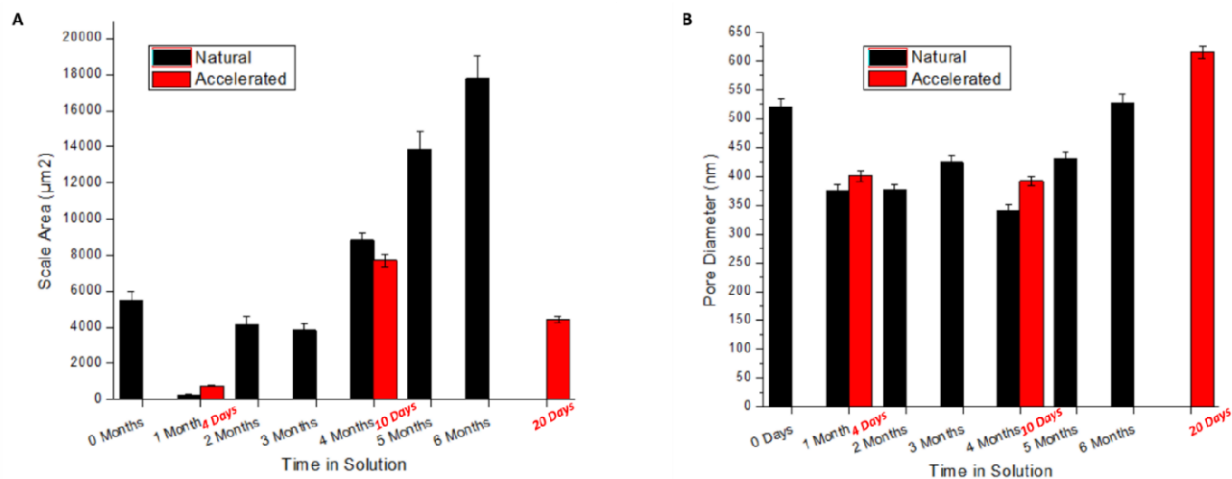 A
20000
18000
16000
14000
12000
10000
8000
6000
4000
2000
0
Scale Area (µm2)
Natural
Accelerated
0 Months
1 Month
4 Days
2 Months
3 Months
4 Months
10 Days
5 Months
6 Months
20 Days
Time in Solution
B
650
600
550
500
450
400
350
300
250
200
150
100
50
0
Pore Diameter (nm)
Natural
Accelerated
0 Days
1 Month
4 Days
2 Months
3 Months
4 Months
10 Days
5 Months
6 Months
20 Days
Time in Solution